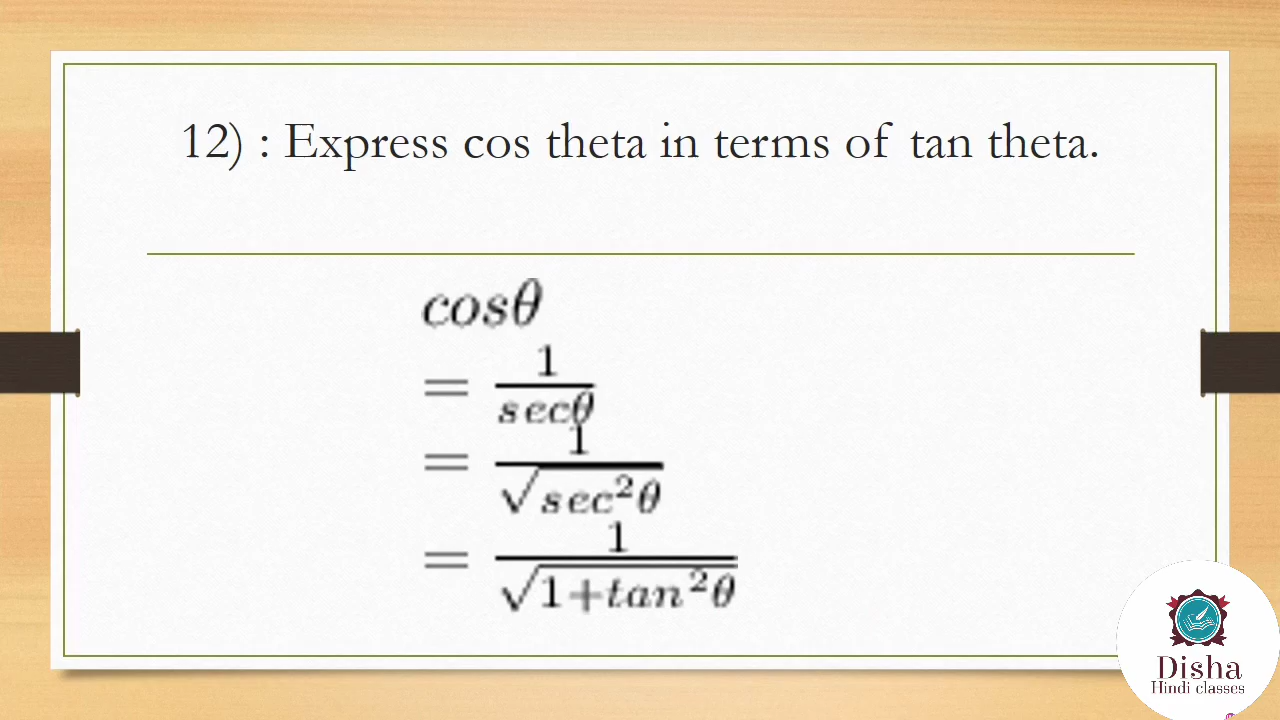 12) : Express cos theta in terms of tan theta.
cosθ
= 1/secθ
= 1/√sec²θ
= 1/√1+tan²θ
Disha
Hindi classes